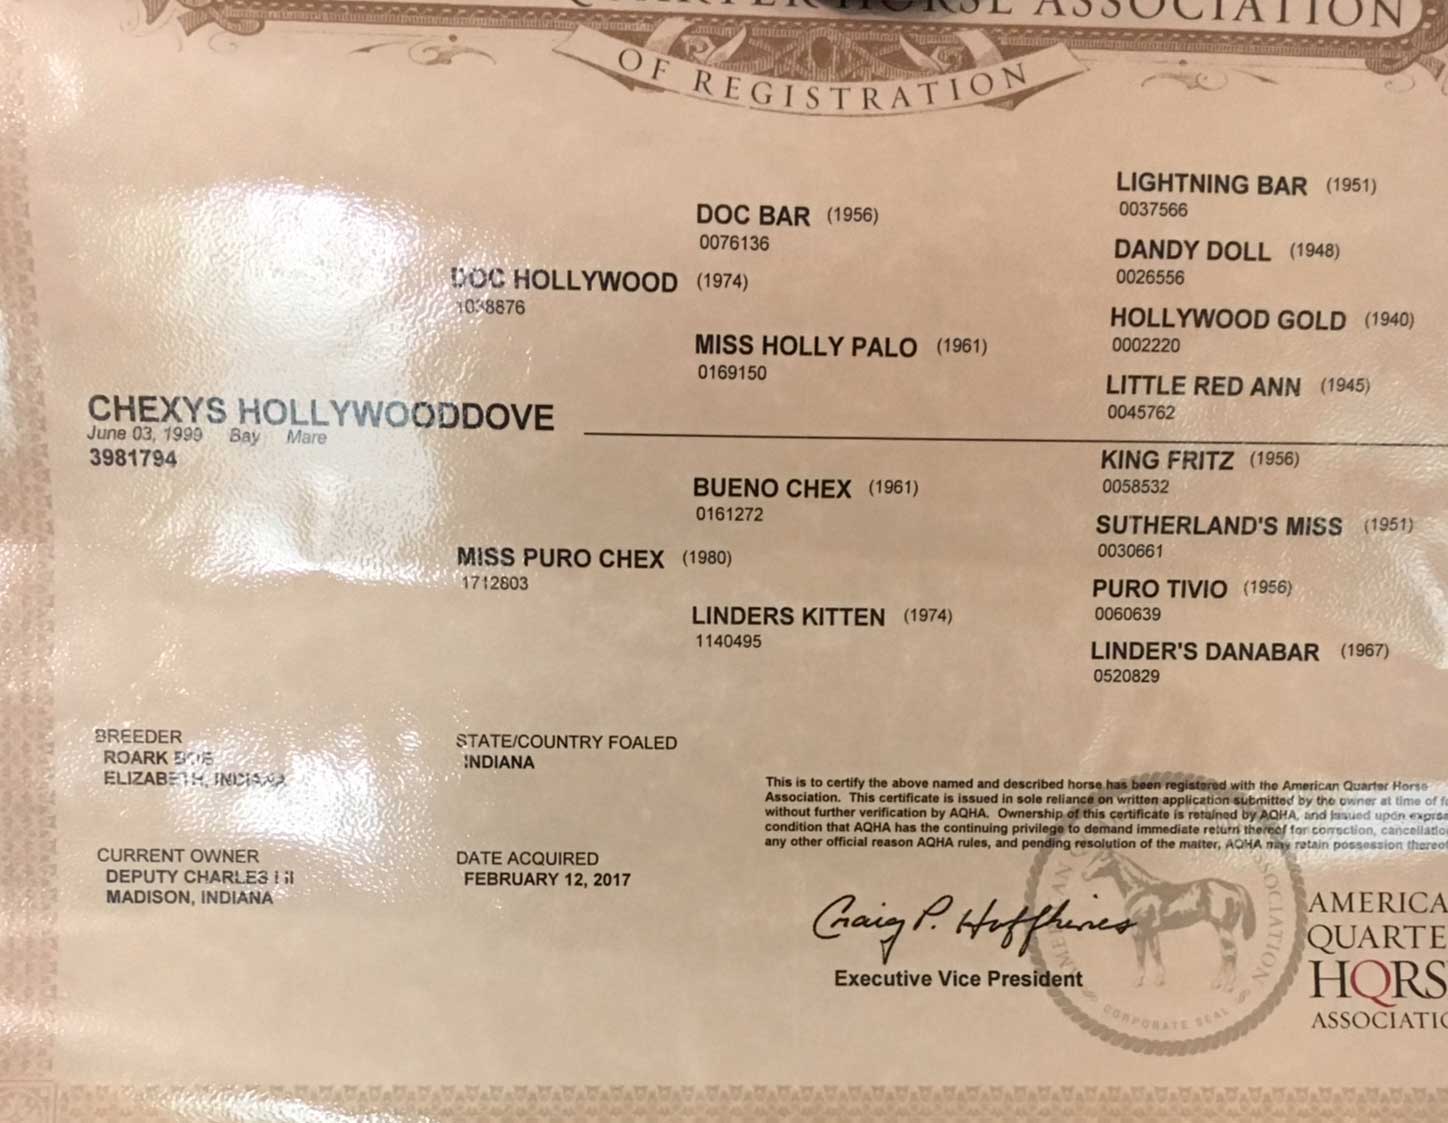 QUARTER HORSE ASSOCIATION
OF REGISTRATION
LIGHTNING BAR (1951)
0037566
DOC BAR (1956)
0076136
DANDY DOLL (1948)
0026556
DOC HOLLYWOOD (1974)
1038876
HOLLYWOOD GOLD (1940)
0002220
MISS HOLLY PALO (1961)
0169150
LITTLE RED ANN (1945)
0045762
CHEXYS HOLLYWOODDOVE
June 03, 1999 Bay Mare
3981794
KING FRITZ (1956)
0058532
BUENO CHEX (1961)
0161272
SUTHERLAND'S MISS (1951)
0030661
MISS PURO CHEX (1980)
1712803
PURO TIVIO (1956)
0060639
LINDERS KITTEN (1974)
1140495
LINDER'S DANABAR (1967)
0520829
BREEDER
ROARK
ELIZABETH, INDIANA
STATE/COUNTRY FOALED
INDIANA
CURRENT OWNER
DEPUTY CHARLES
MADISON, INDIANA
DATE ACQUIRED
FEBRUARY 12, 2017
This is to certify the above named and described horse has been registered with the American Quarter Horse
Association. This certificate is issued in sole reliance on written application submitted by the owner at time of
without further verification by AQHA. Ownership of this certificate is retained by AQHA, and issued upon
condition that AQHA has the continuing privilege to demand immediate return thereof for correction,
any other official reason AQHA rules, and pending resolution of the matter, AQHA may retain possession thereof
Craig P. Huffhines
Executive Vice President
CORPORATE SEAL
AMERICA
QUARTE
HORS
ASSOCIATIO